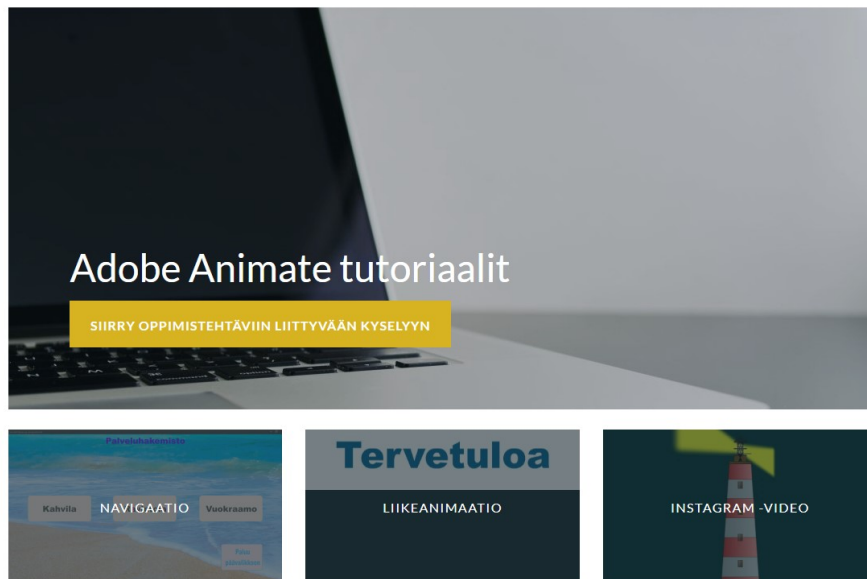 Adobe Animate tutoriaalit
SIIRRY OPPIMISTEHTÄVIIN LIITTYVÄÄN KYSELYYN
Palveluhakemisto
Kahvila
NAVIGAATIO
Vuokraamo
Tervetuloa
LIIKEANIMAATIO
INSTAGRAM -VIDEO